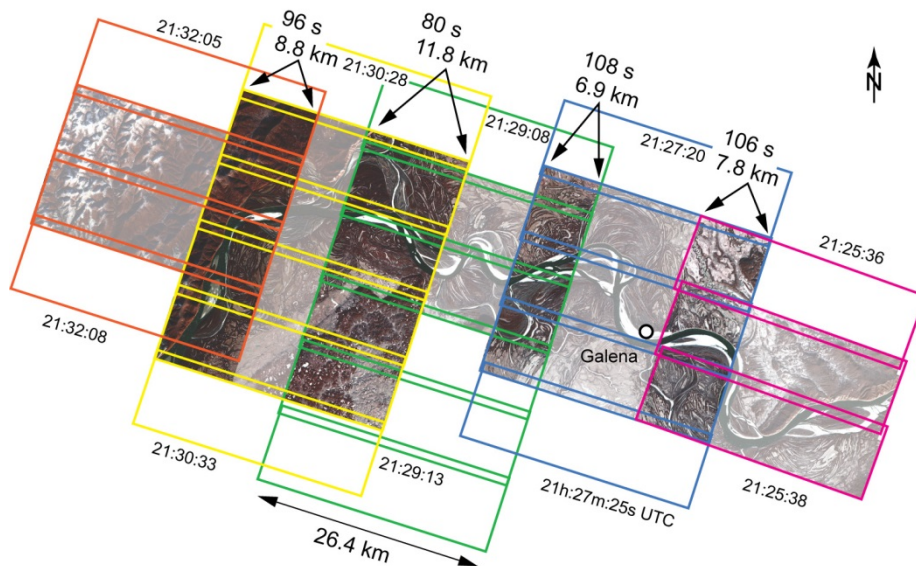 96 s
8.8 km
80 s
11.8 km
108 s
6.9 km
106 s
7.8 km
N
21:32:05
21:30:28
21:29:08
21:27:20
21:25:36
Galena
21:32:08
21:30:33
21:29:13
21h:27m:25s UTC
21:25:38
26.4 km